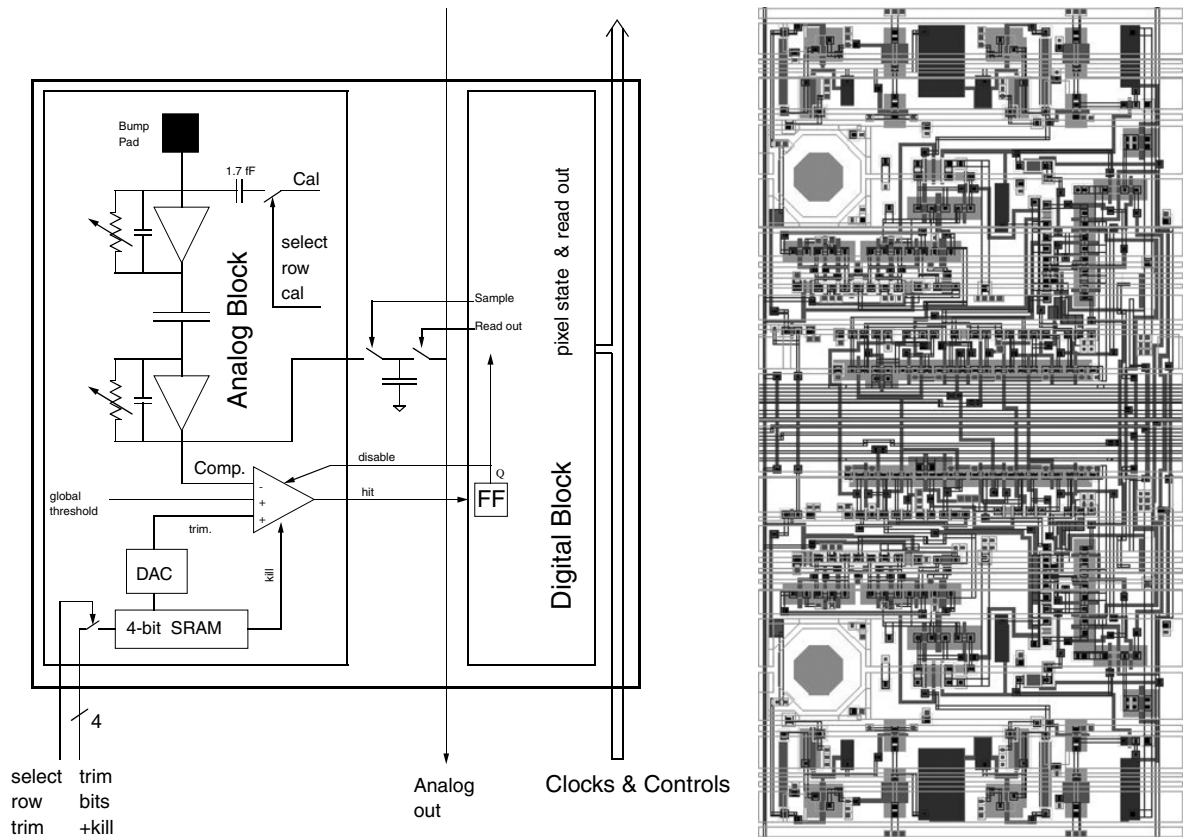 Bump
Pad
1.7 fF
Cal
select
row
cal
Analog Block
Sample
Read out
pixel state & read out
Comp.
-
+
+
disable
Q
global
threshold
hit
FF
trim.
DAC
kill
4-bit SRAM
Digital Block
4
select
row
trim
trim
bits
+kill
Analog
out
Clocks & Controls